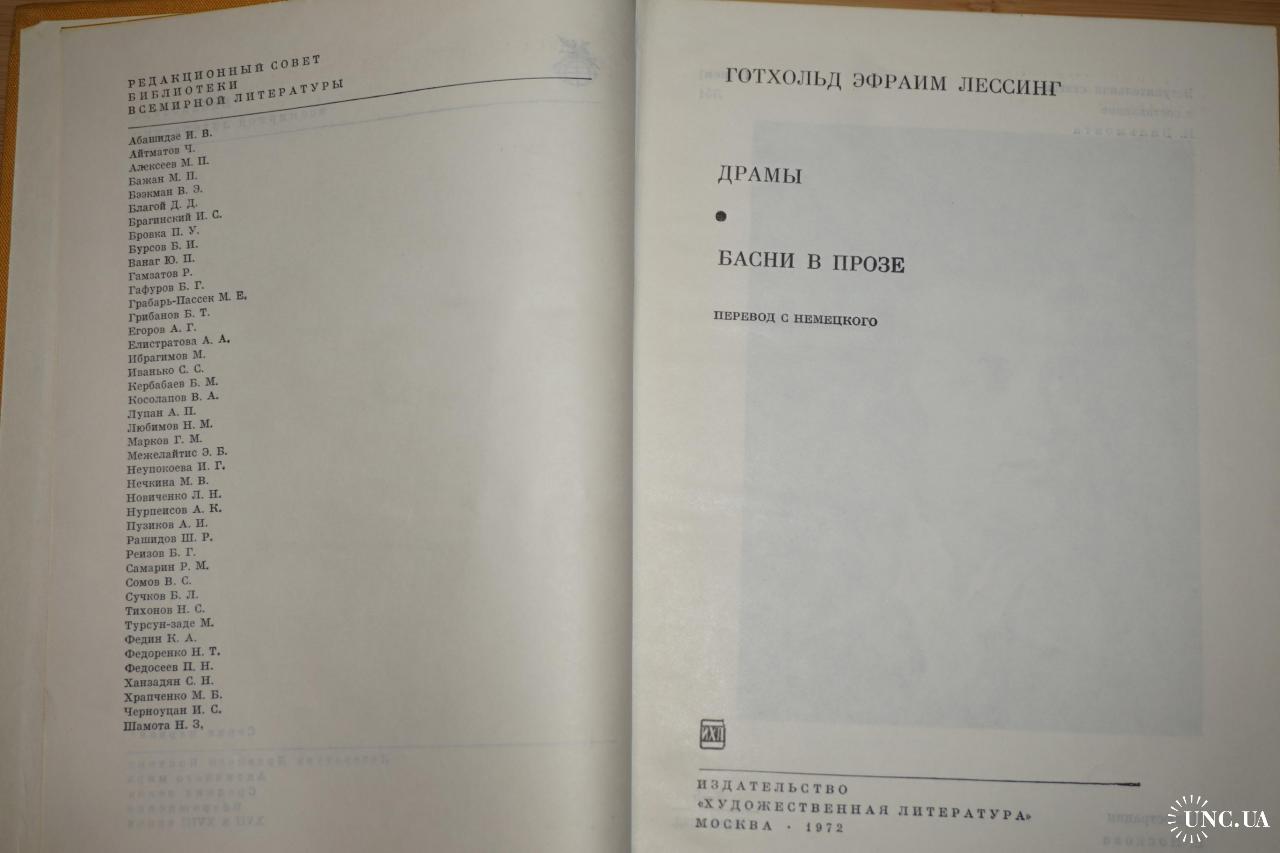 РЕДАКЦИОННЫЙ СОВЕТ
БИБЛИОТЕКИ
ВСЕМИРНОЙ ЛИТЕРАТУРЫ
Абашидзе И. В.
Айтматов Ч.
Алексеев М. П.
Бажан М. П.
Бээкман В. Э.
Благой Д. Д.
Брагинский И. С.
Бровка П. У.
Бурсов Б. И.
Ванаг Ю. П.
Гамзатов Р.
Гафуров Б. Г.
Грабарь-Пассек М. Е.
Грибанов Б. Т.
Егоров А. Г.
Елистратова А. А.
Ибрагимов М.
Иванько С. С.
Кербабаев Б. М.
Косолапов В. А.
Лупан А. П.
Любимов Н. М.
Марков Г. М.
Межелайтис Э. Б.
Неупокоева И. Г.
Нечкина М. В.
Новиченко Л. Н.
Нурпеисов А. К.
Пузиков А. И.
Рашидов Ш. Р.
Реизов Б. Г.
Самарин Р. М.
Сомов В. С.
Сучков Б. Л.
Тихонов Н. С.
Турсун-заде М.
Федин К. А.
Федоренко Н. Т.
Федосеев П. Н.
Ханзадян С. Н.
Храпченко М. Б.
Черноуцан И. С.
Шамота Н. З.
ГОТХОЛЬД ЭФРАИМ ЛЕССИНГ
ДРАМЫ
•
БАСНИ В ПРОЗЕ
ПЕРЕВОД С НЕМЕЦКОГО
ИХЛ
ИЗДАТЕЛЬСТВО
«ХУДОЖЕСТВЕННАЯ ЛИТЕРАТУРА»
МОСКВА · 1972
UNC.UA